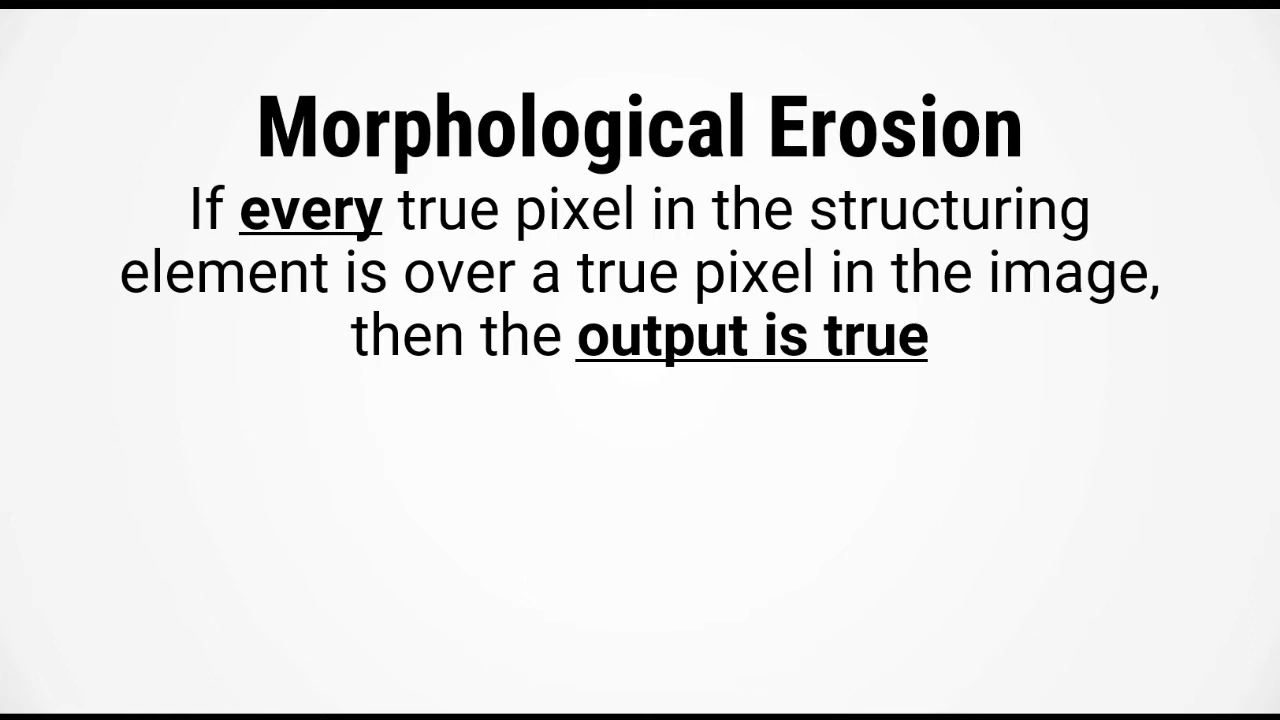 Morphological Erosion
If every true pixel in the structuring
element is over a true pixel in the image,
then the output is true